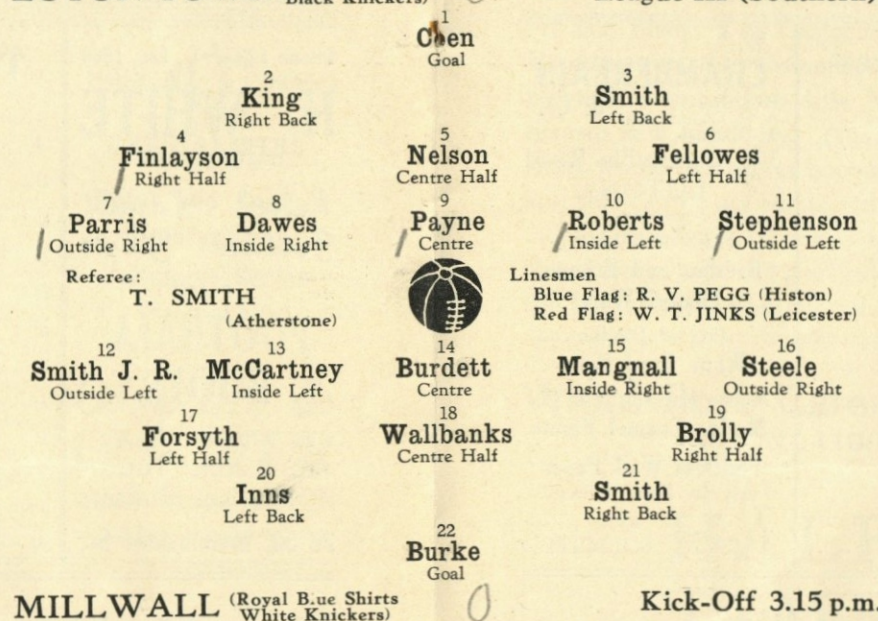 Black Knickers)
1
Coen
Goal
2 3
King Smith
Right Back Left Back
4 5 6
Finlayson Nelson Fellowes
Right Half Centre Half Left Half
7 8 9 10 11
Parris Dawes Payne Roberts Stephenson
Outside Right Inside Right Centre Inside Left Outside Left
Referee:
T. SMITH
(Atherstone)
Linesmen
Blue Flag: R. V. PEGG (Histon)
Red Flag: W. T. JINKS (Leicester)
12 13 14 15 16
Smith J. R. McCartney Burdett Mangnall Steele
Outside Left Inside Left Centre Inside Right Outside Right
17 18 19
Forsyth Wallbanks Brolly
Left Half Centre Half Right Half
20 21
Inns Smith
Left Back Right Back
22
Burke
Goal
MILLWALL (Royal B.ue Shirts
White Knickers)
0
Kick-Off 3.15 p.m.